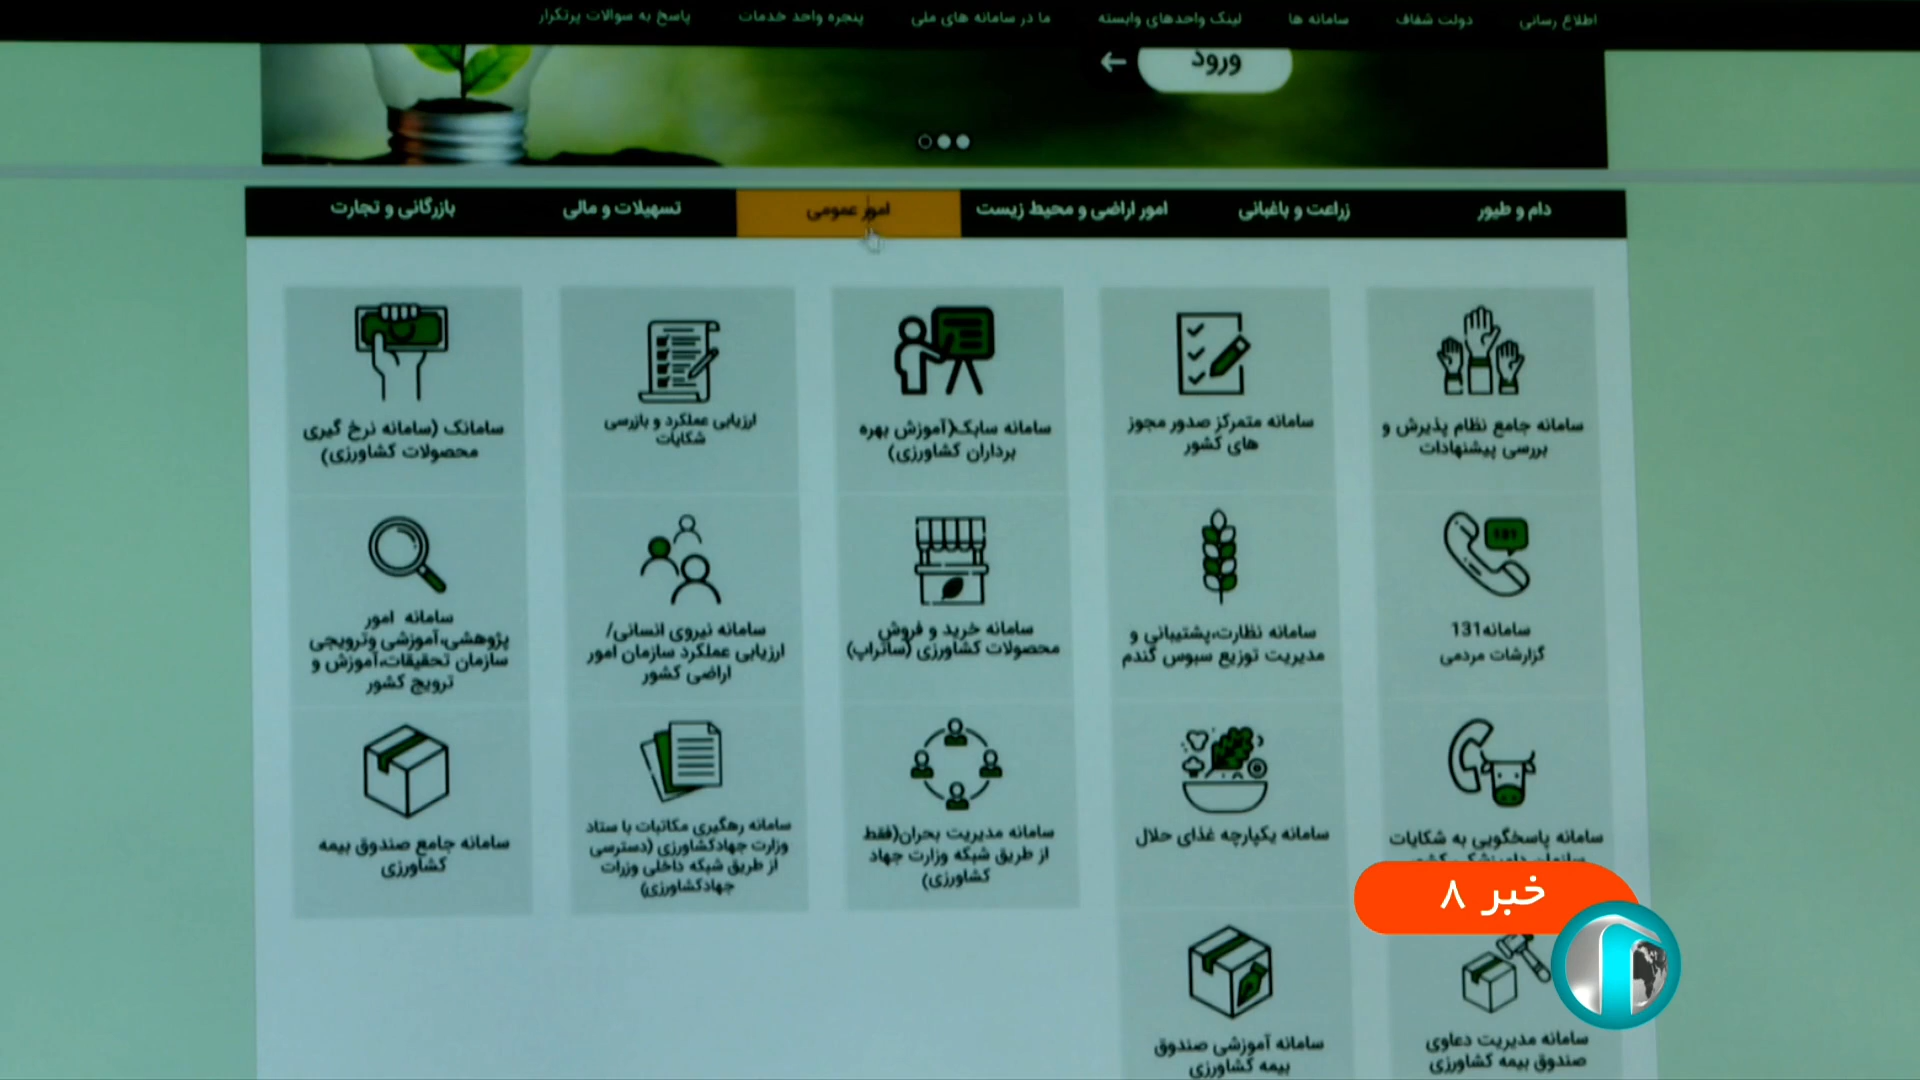 اطلاع رسانی
دولت شفاف
سامانه ها
لینک واحدهای وابسته
ما در سامانه های ملی
پنجره واحد خدمات
پاسخ به سوالات پرتکرار
ورود
دام و طیور
زراعت و باغبانی
امور اراضی و محیط زیست
امور عمومی
تسهیلات و مالی
بازرگانی و تجارت
سامانه جامع نظام پذیرش و
بررسی پیشنهادات
سامانه متمرکز صدور مجوز
های کشور
سامانه سابک(آموزش بهره
برداران کشاورزی)
ارزیابی عملکرد و بازرسی
شکایات
سامانک (سامانه نرخ گیری
محصولات کشاورزی)
131
سامانه131
گزارشات مردمی
سامانه نظارت،پشتیبانی و
مدیریت توزیع سبوس گندم
سامانه خرید و فروش
محصولات کشاورزی (ساتراپ)
سامانه نیروی انسانی/
ارزیابی عملکرد سازمان امور
اراضی کشور
سامانه امور
پژوهشی،آموزشی وترویجی
سازمان تحقیقات،آموزش و
ترویج کشور
سامانه پاسخگویی به شکایات
سامانه یکپارچه غذای حلال
سامانه مدیریت بحران(فقط
از طریق شبکه وزارت جهاد
کشاورزی)
سامانه رهگیری مکاتبات با ستاد
وزارت جهادکشاورزی (دسترسی
از طریق شبکه داخلی وزرات
جهادکشاورزی)
سامانه جامع صندوق بیمه
کشاورزی
خبر ۸
سامانه مدیریت دعاوی
صندوق بیمه کشاورزی
سامانه آموزشی صندوق
بیمه کشاورزی